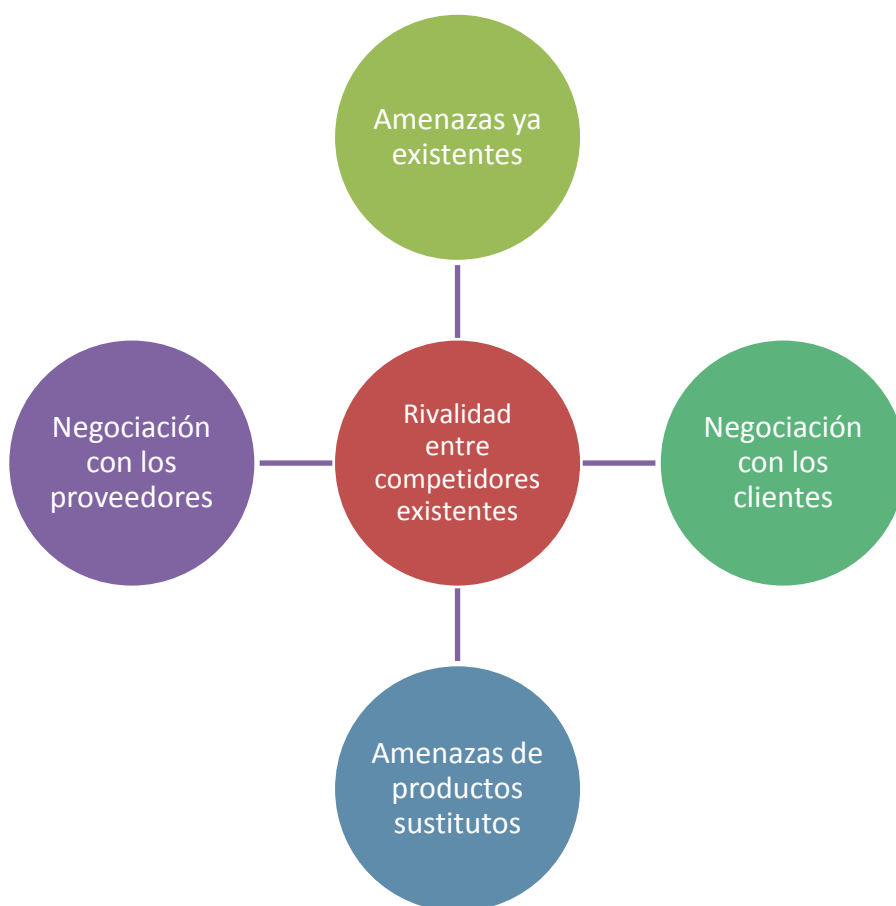 Amenazas ya
existentes
Negociación
con los
proveedores
Rivalidad
entre
competidores
existentes
Negociación
con los
clientes
Amenazas de
productos
sustitutos